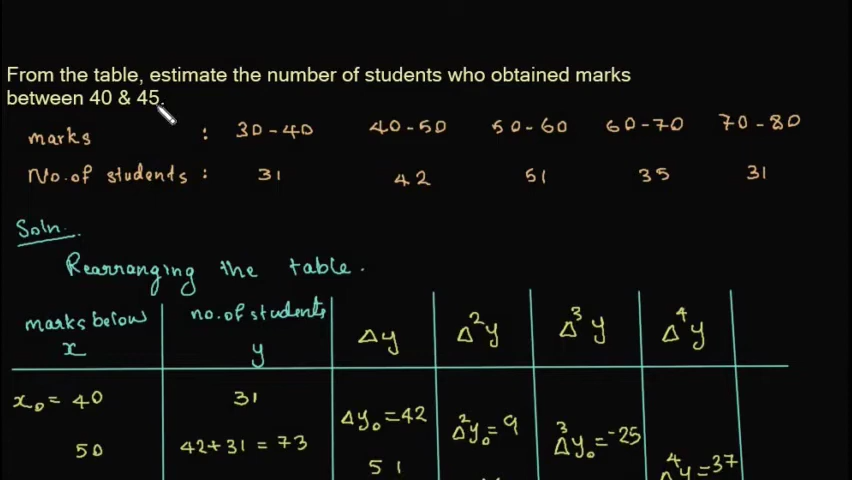 From the table, estimate the number of students who obtained marks
between 40 & 45.
marks : 30-40 40-50 50-60 60-70 70-80
No. of students : 31 42 51 35 31
Soln.
Rearranging the table.
marks below x no. of students y Δy Δ²y Δ³y Δ⁴y
x₀ = 40 31
Δy₀ = 42 Δ²y₀ = 9 Δ³y₀ = -25
50 42+31 = 73
51 Δ⁴y = 37